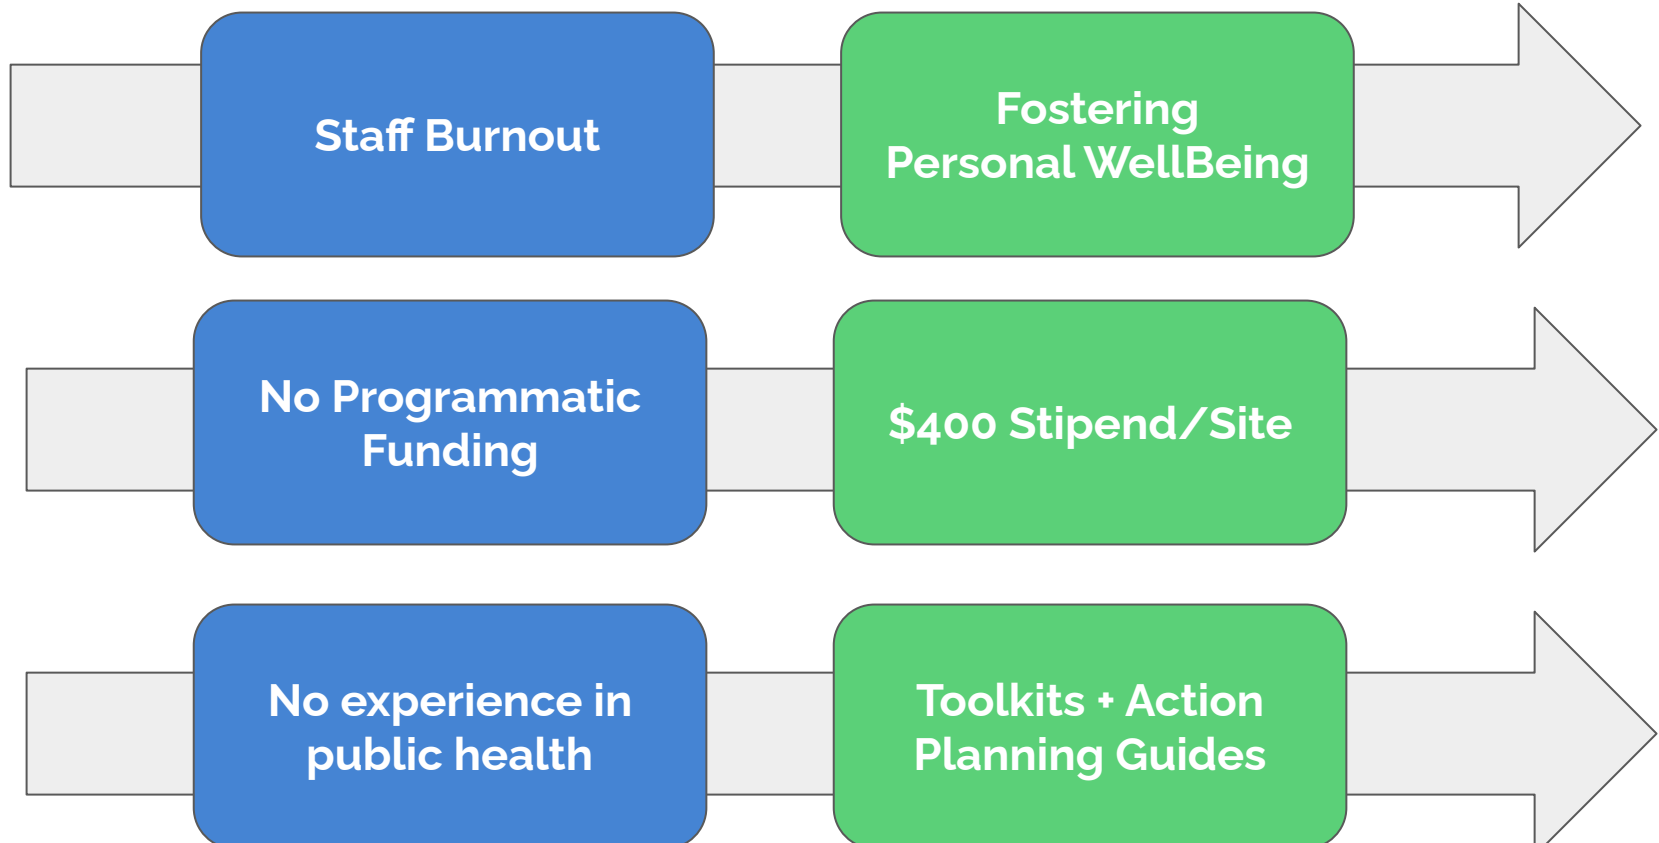 Staff Burnout
Fostering
Personal WellBeing
No Programmatic
Funding
$400 Stipend/Site
No experience in
public health
Toolkits + Action
Planning Guides